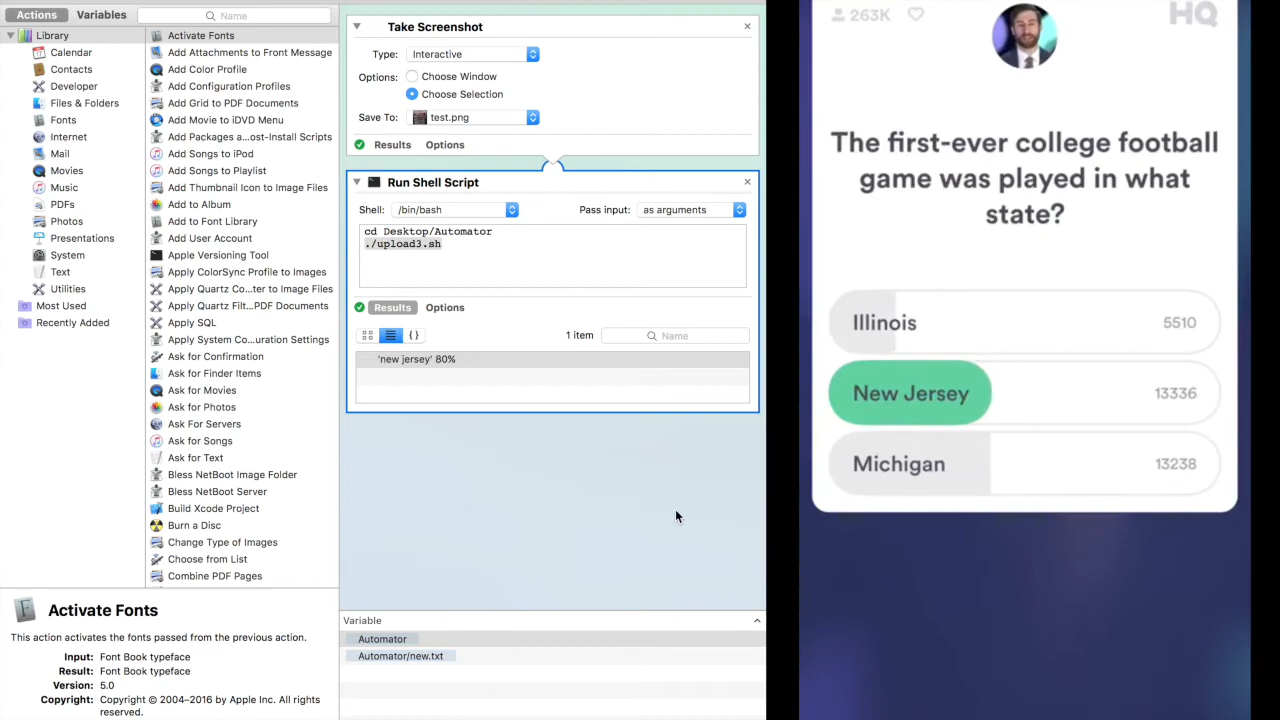 Actions
Variables
Name
Library
Calendar
Contacts
Developer
Files & Folders
Fonts
Internet
Mail
Movies
Music
PDFs
Photos
Presentations
System
Text
Utilities
Most Used
Recently Added
Activate Fonts
Add Attachments to Front Message
Add Color Profile
Add Configuration Profiles
Add Grid to PDF Documents
Add Movie to iDVD Menu
Add Packages a...ost-Install Scripts
Add Songs to iPod
Add Songs to Playlist
Add Thumbnail Icon to Image Files
Add to Album
Add to Font Library
Add User Account
Apple Versioning Tool
Apply ColorSync Profile to Images
Apply Quartz Co...ter to Image Files
Apply Quartz Filt...PDF Documents
Apply SQL
Apply System Co...uration Settings
Ask for Confirmation
Ask for Finder Items
Ask for Movies
Ask for Photos
Ask For Servers
Ask for Songs
Ask for Text
Bless NetBoot Image Folder
Bless NetBoot Server
Build Xcode Project
Burn a Disc
Change Type of Images
Choose from List
Combine PDF Pages
Activate Fonts
This action activates the fonts passed from the previous action.
Input: Font Book typeface
Result: Font Book typeface
Version: 5.0
Copyright: Copyright © 2004–2016 by Apple Inc. All rights
reserved.
Take Screenshot
Type: Interactive
Options: Choose Window
Choose Selection
Save To: test.png
Results Options
Run Shell Script
Shell: /bin/bash Pass input: as arguments
cd Desktop/Automator
./upload3.sh
Results Options
1 item Name
'new jersey' 80%
Variable
Automator
Automator/new.txt
263K
HQ
The first-ever college football
game was played in what
state?
Illinois 5510
New Jersey 13336
Michigan 13238